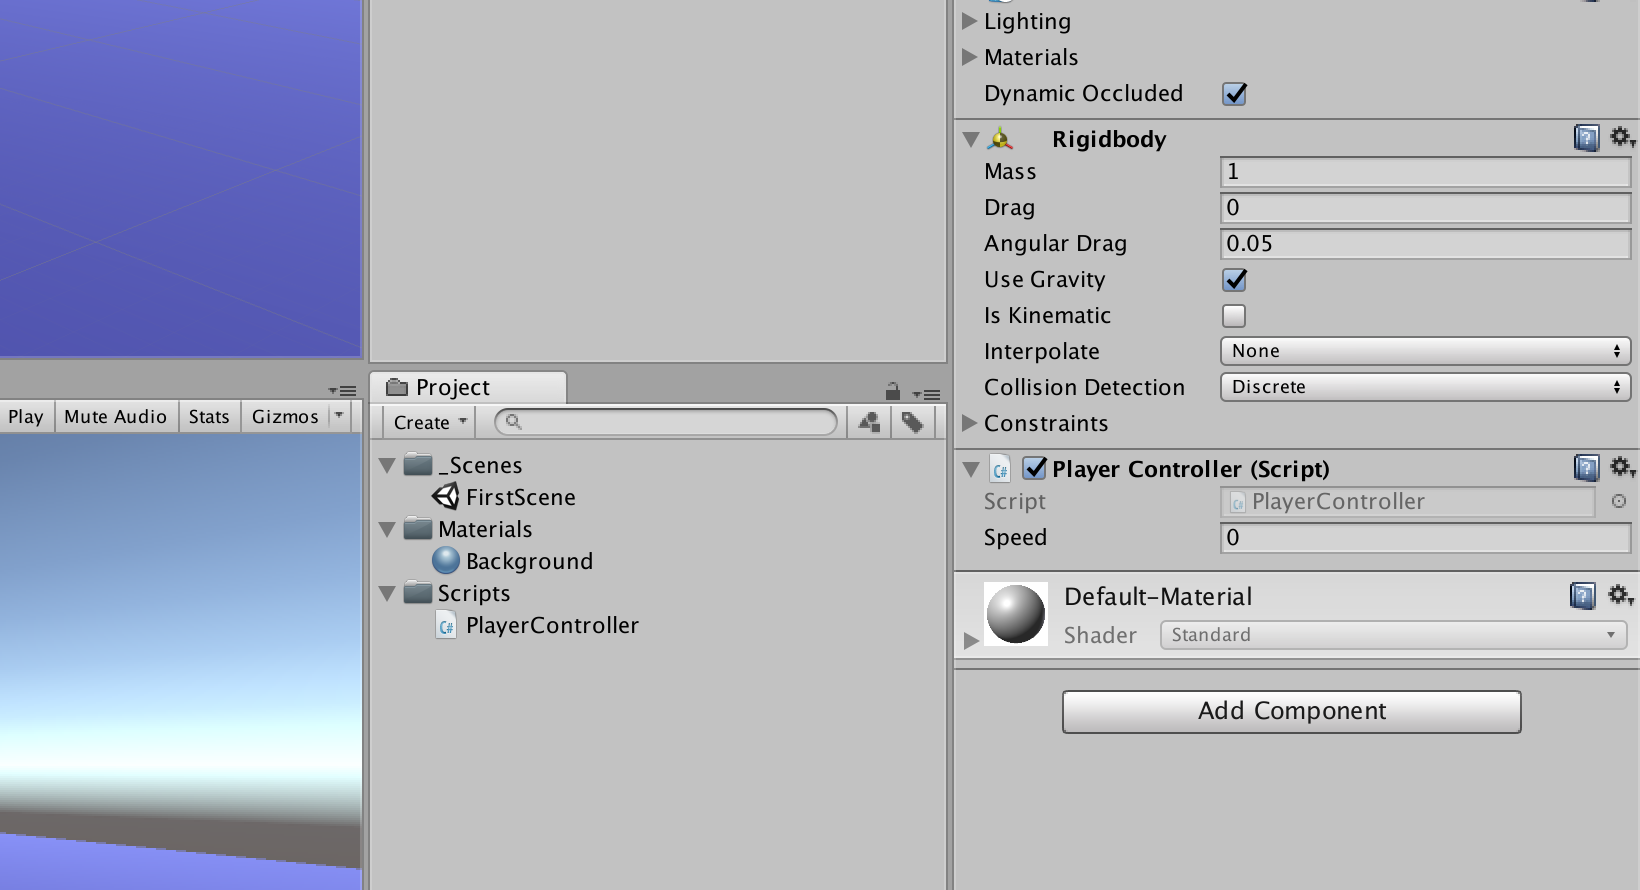 Play
Mute Audio
Stats
Gizmos
Project
Create
_Scenes
FirstScene
Materials
Background
Scripts
C# PlayerController
Lighting
Materials
Dynamic Occluded
Rigidbody
Mass 1
Drag 0
Angular Drag 0.05
Use Gravity
Is Kinematic
Interpolate None
Collision Detection Discrete
Constraints
C# Player Controller (Script)
Script C# PlayerController
Speed 0
Default-Material
Shader Standard
Add Component